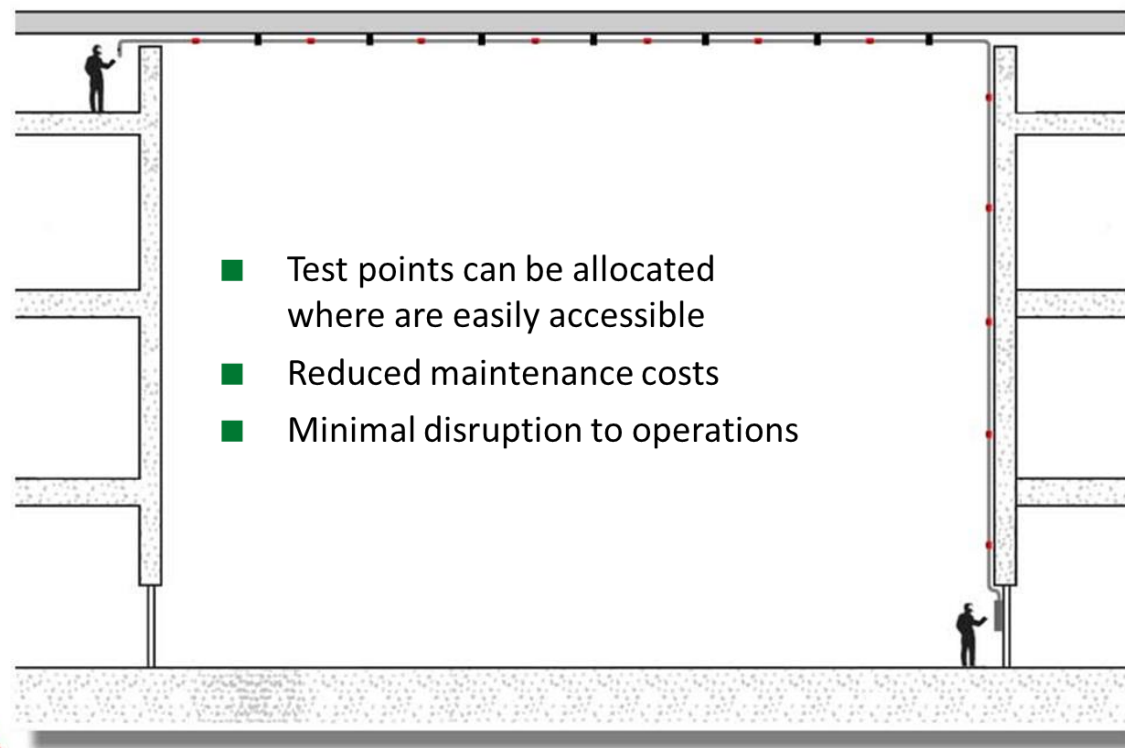 Test points can be allocated
where are easily accessible
Reduced maintenance costs
Minimal disruption to operations